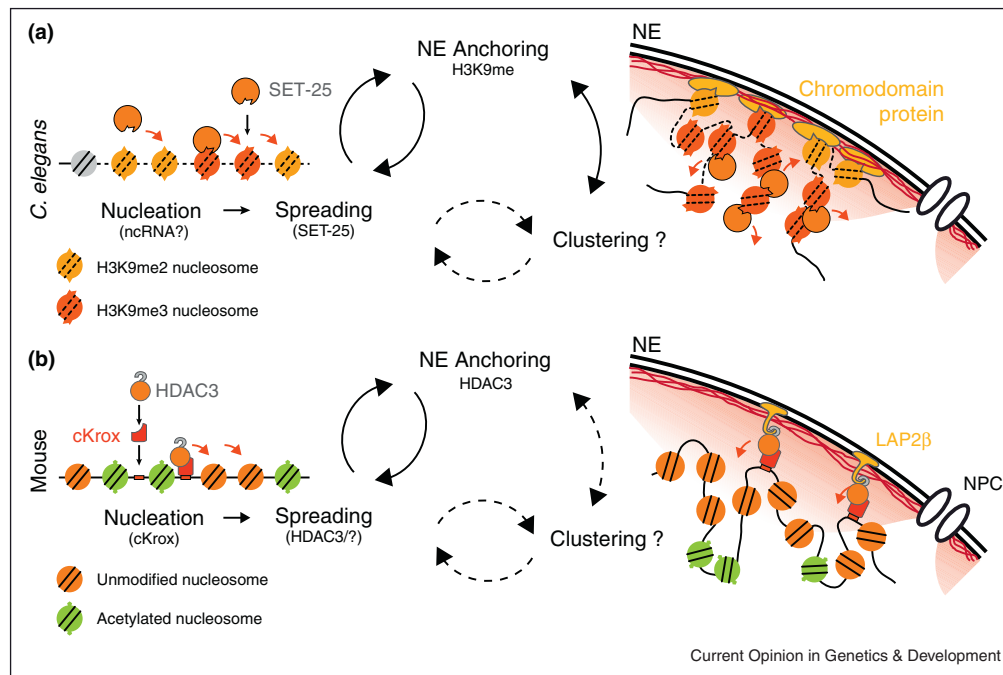 (a)
C. elegans
SET-25
Nucleation
(ncRNA?)
Spreading
(SET-25)
H3K9me2 nucleosome
H3K9me3 nucleosome
NE Anchoring
H3K9me
Clustering ?
NE
Chromodomain
protein
(b)
Mouse
HDAC3
cKrox
Nucleation
(cKrox)
Spreading
(HDAC3/?)
Unmodified nucleosome
Acetylated nucleosome
NE Anchoring
HDAC3
Clustering ?
NE
LAP2β
NPC
Current Opinion in Genetics & Development